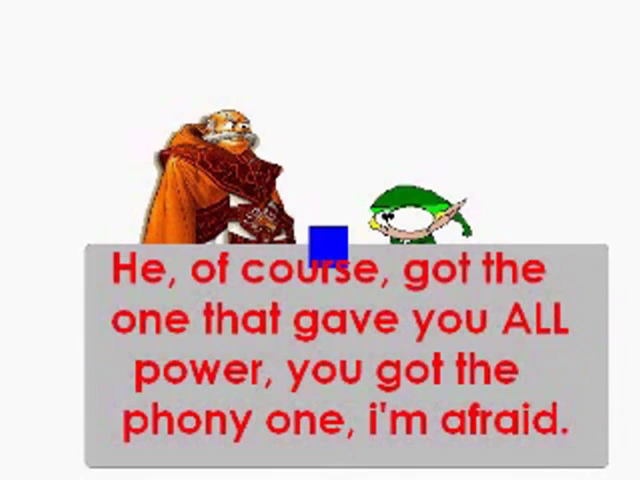 He, of course, got the
one that gave you ALL
power, you got the
phony one, i'm afraid.